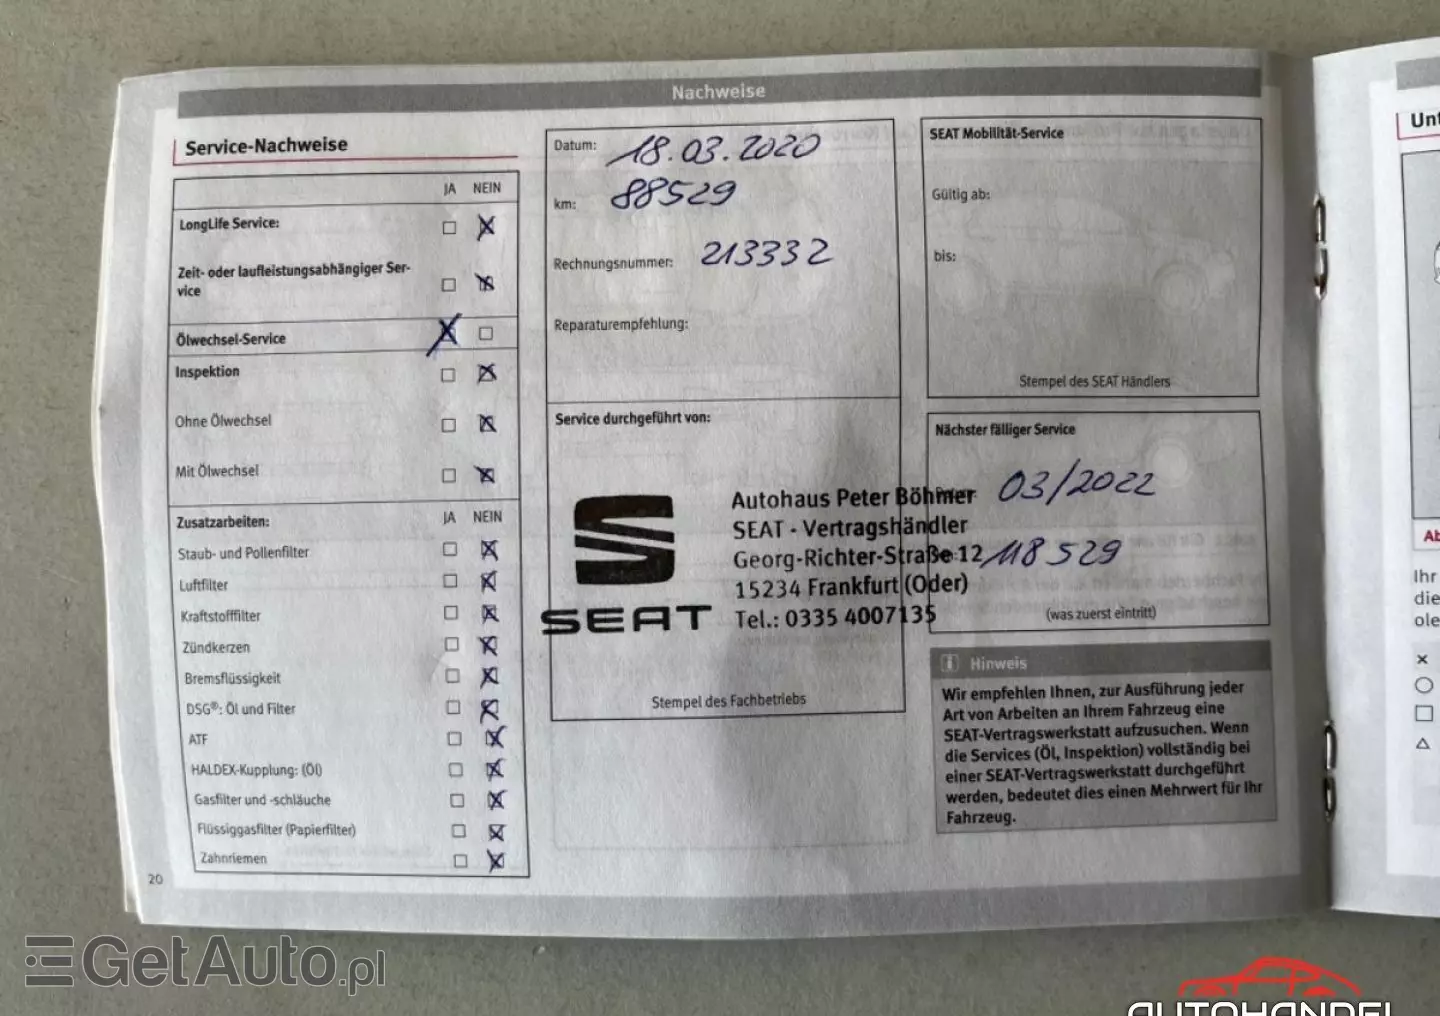 Nachweise
Service-Nachweise
JA NEIN
LongLife Service:
Zeit- oder laufleistungsabhängiger Ser-
vice
Ölwechsel-Service
Inspektion
Ohne Ölwechsel
Mit Ölwechsel
Zusatzarbeiten: JA NEIN
Staub- und Pollenfilter
Luftfilter
Kraftstofffilter
Zündkerzen
Bremsflüssigkeit
DSG®: Öl und Filter
ATF
HALDEX-Kupplung: (Öl)
Gasfilter und -schläuche
Flüssiggasfilter (Papierfilter)
Zahnriemen
20
Datum: 18.03.2020
km: 88529
Rechnungsnummer: 213332
Reparaturempfehlung:
Service durchgeführt von:
SEAT
Autohaus Peter Böhmer
SEAT - Vertragshändler
Georg-Richter-Straße 12
15234 Frankfurt (Oder)
Tel.: 0335 4007135
Stempel des Fachbetriebs
SEAT Mobilität-Service
Gültig ab:
bis:
Stempel des SEAT Händlers
Nächster fälliger Service
03/2022
118529
(was zuerst eintritt)
Hinweis
Wir empfehlen Ihnen, zur Ausführung jeder
Art von Arbeiten an Ihrem Fahrzeug eine
SEAT-Vertragswerkstatt aufzusuchen. Wenn
die Services (Öl, Inspektion) vollständig bei
einer SEAT-Vertragswerkstatt durchgeführt
werden, bedeutet dies einen Mehrwert für Ihr
Fahrzeug.
Unt
Ab
Ihr
die
ole
GetAuto.pl
AUTOHANDEL